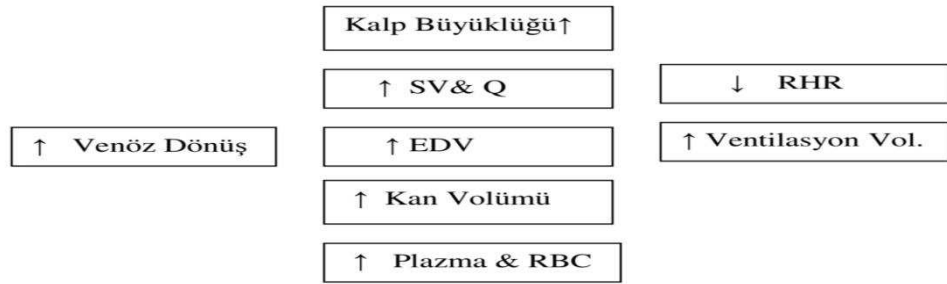 Kalp Büyüklüğü↑
↑ SV& Q
↓ RHR
↑ Venöz Dönüş
↑ EDV
↑ Ventilasyon Vol.
↑ Kan Volümü
↑ Plazma & RBC